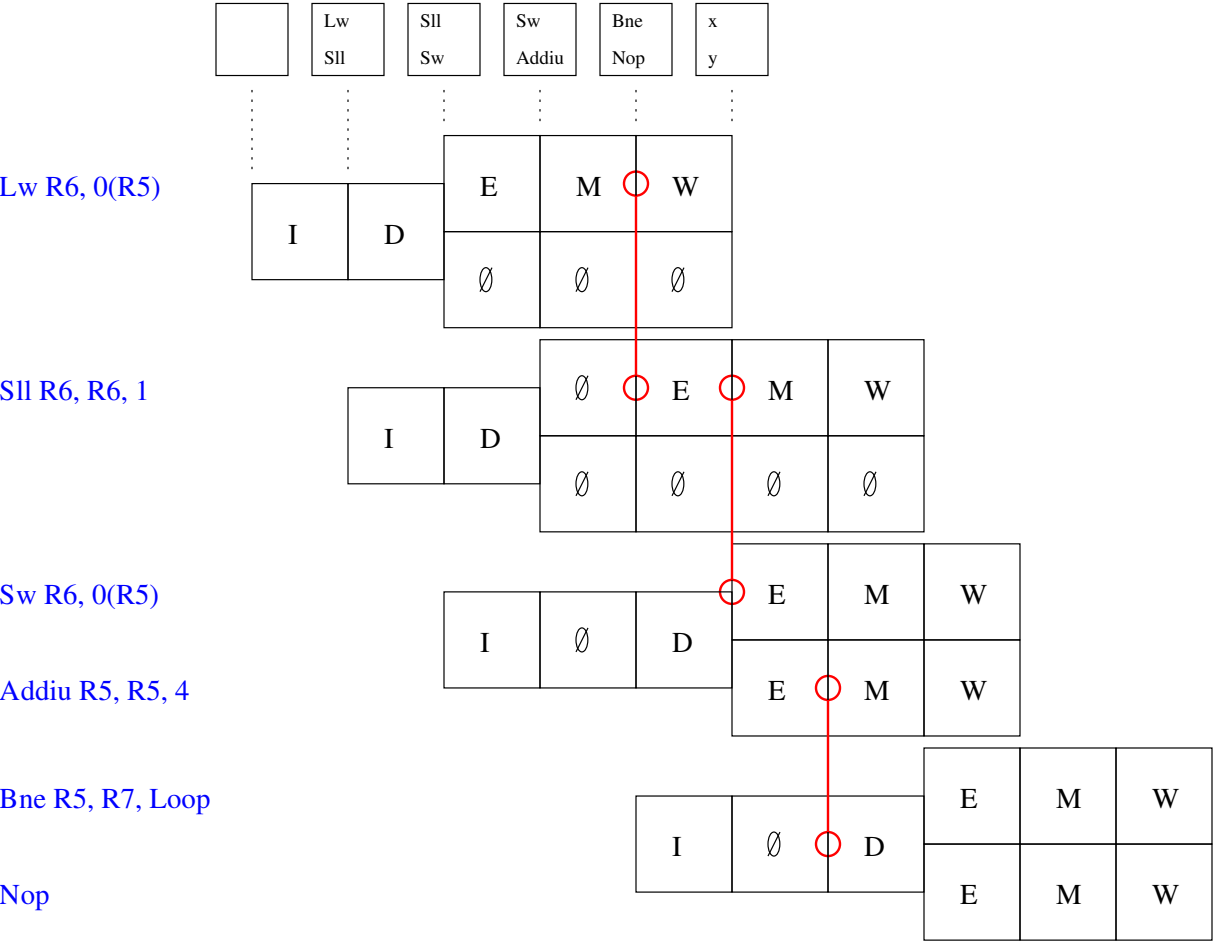 Lw Sll Sw Bne x
Sll Sw Addiu Nop y
E M W
Lw R6, 0(R5)
I D
Ø Ø Ø
Ø E M W
Sll R6, R6, 1
I D
Ø Ø Ø Ø
E M W
Sw R6, 0(R5)
I Ø D
Addiu R5, R5, 4 E M W
Bne R5, R7, Loop E M W
I Ø D
Nop E M W